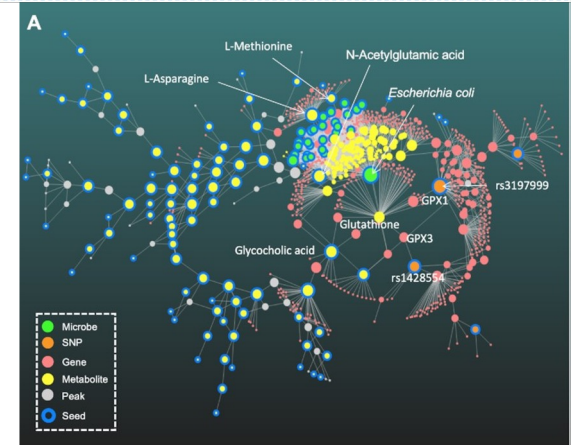 A
L-Methionine
N-Acetylglutamic acid
L-Asparagine
Escherichia coli
rs3197999
GPX1
Glutathione
GPX3
Glycocholic acid
rs1428554
Microbe
SNP
Gene
Metabolite
Peak
Seed